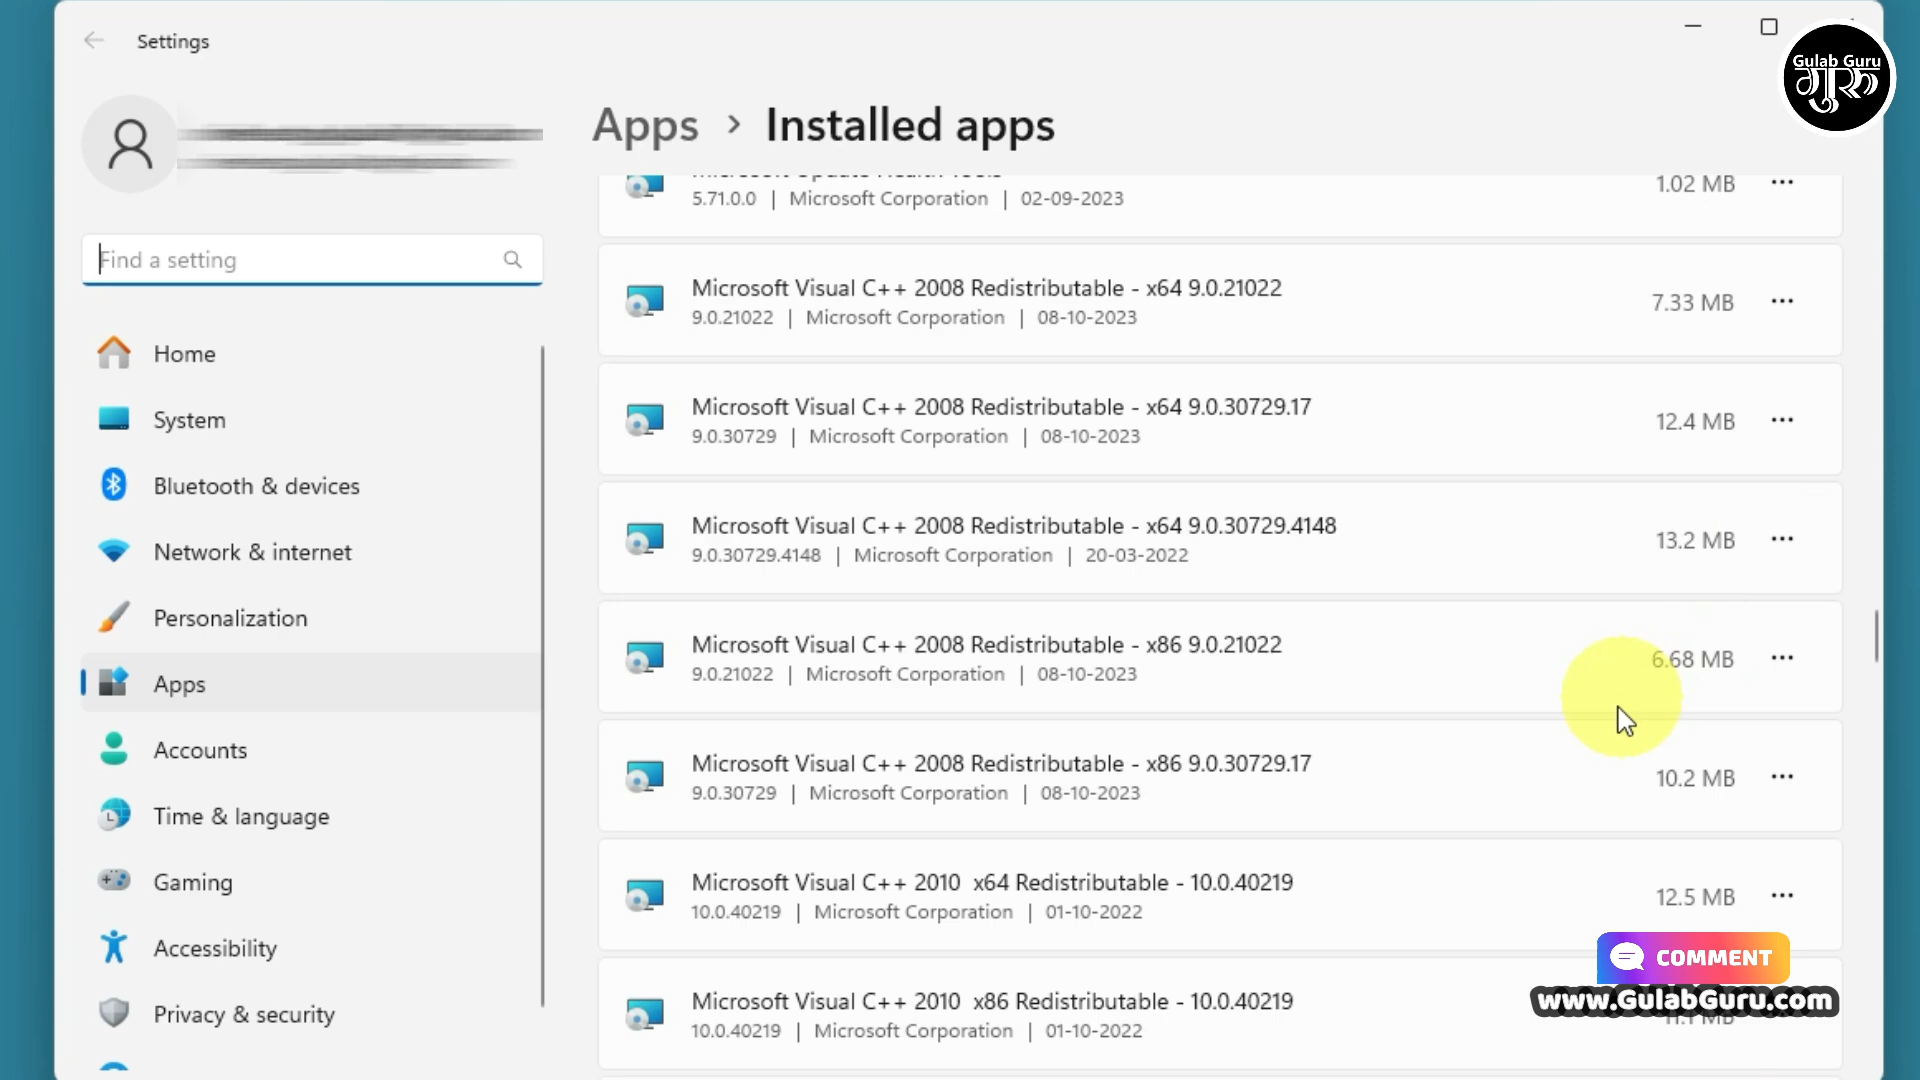 Settings
Gulab Guru
गुरु
Apps > Installed apps
5.71.0.0 | Microsoft Corporation | 02-09-2023
1.02 MB
Find a setting
Microsoft Visual C++ 2008 Redistributable - x64 9.0.21022
9.0.21022 | Microsoft Corporation | 08-10-2023
7.33 MB
Microsoft Visual C++ 2008 Redistributable - x64 9.0.30729.17
9.0.30729 | Microsoft Corporation | 08-10-2023
12.4 MB
Microsoft Visual C++ 2008 Redistributable - x64 9.0.30729.4148
9.0.30729.4148 | Microsoft Corporation | 20-03-2022
13.2 MB
Microsoft Visual C++ 2008 Redistributable - x86 9.0.21022
9.0.21022 | Microsoft Corporation | 08-10-2023
6.68 MB
Microsoft Visual C++ 2008 Redistributable - x86 9.0.30729.17
9.0.30729 | Microsoft Corporation | 08-10-2023
10.2 MB
Microsoft Visual C++ 2010 x64 Redistributable - 10.0.40219
10.0.40219 | Microsoft Corporation | 01-10-2022
12.5 MB
Microsoft Visual C++ 2010 x86 Redistributable - 10.0.40219
10.0.40219 | Microsoft Corporation | 01-10-2022
Home
System
Bluetooth & devices
Network & internet
Personalization
Apps
Accounts
Time & language
Gaming
Accessibility
Privacy & security
COMMENT
www.GulabGuru.com